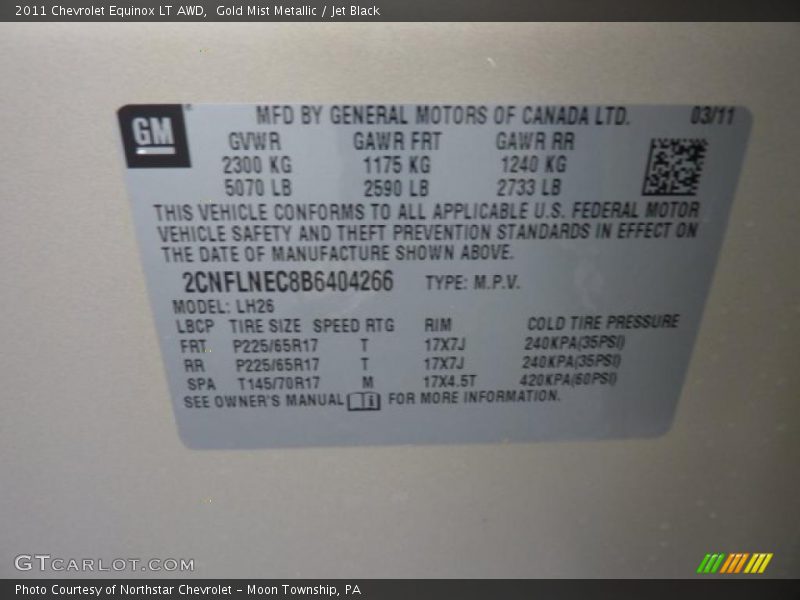 2011 Chevrolet Equinox LT AWD,  Gold Mist Metallic / Jet Black
GM
MFD BY GENERAL MOTORS OF CANADA LTD. 03/11
GVWR GAWR FRT GAWR RR
2300 KG 1175 KG 1240 KG
5070 LB 2590 LB 2733 LB
THIS VEHICLE CONFORMS TO ALL APPLICABLE U.S. FEDERAL MOTOR
VEHICLE SAFETY AND THEFT PREVENTION STANDARDS IN EFFECT ON
THE DATE OF MANUFACTURE SHOWN ABOVE.
2CNFLNEC8B6404266 TYPE: M.P.V.
MODEL: LH26
LBCP TIRE SIZE SPEED RTG RIM COLD TIRE PRESSURE
FRT P225/65R17 T 17X7J 240KPA(35PSI)
RR P225/65R17 T 17X7J 240KPA(35PSI)
SPA T145/70R17 M 17X4.5T 420KPA(60PSI)
SEE OWNER'S MANUAL i FOR MORE INFORMATION.
GTCARLOT.COM
Photo Courtesy of Northstar Chevrolet - Moon Township, PA